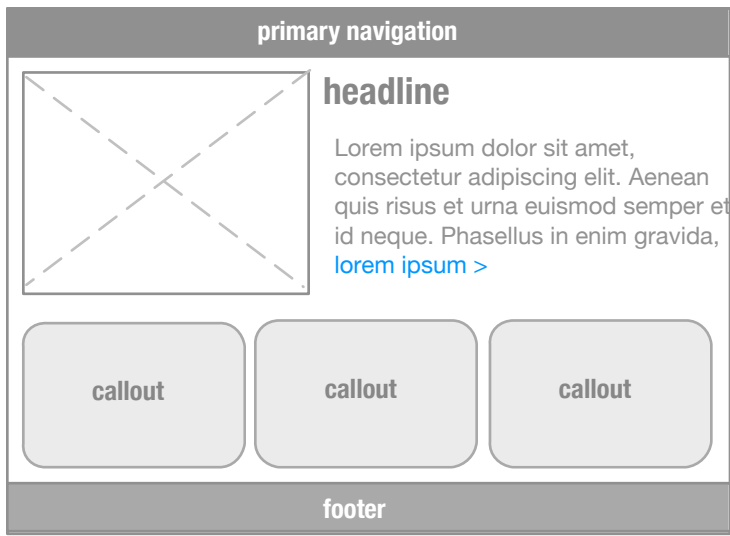 primary navigation
headline
Lorem ipsum dolor sit amet,
consectetur adipiscing elit. Aenean
quis risus et urna euismod semper et
id neque. Phasellus in enim gravida,
lorem ipsum >
callout
callout
callout
footer